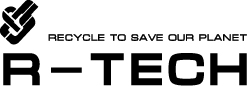 RECYCLE TO SAVE OUR PLANET
R-TECH